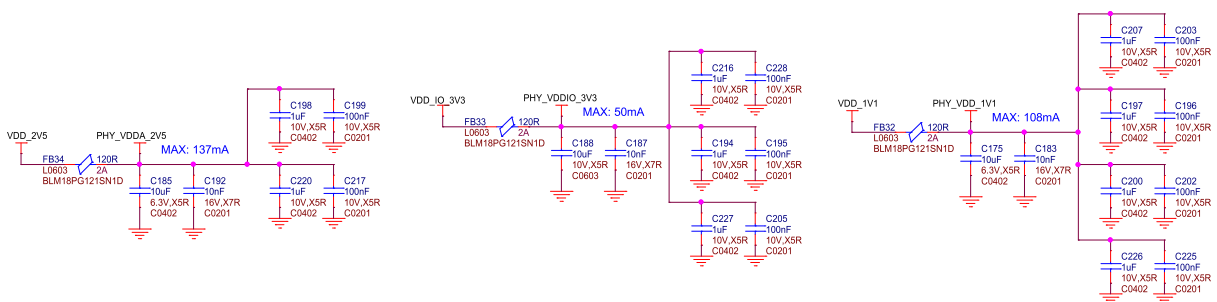 VDD_2V5
FB34
L0603
120R
2A
BLM18PG121SN1D
PHY_VDDA_2V5
MAX: 137mA
C185
10uF
6.3V,X5R
C0402
C192
10nF
16V,X7R
C0201
C198
1uF
10V,X5R
C0402
C199
100nF
10V,X5R
C0201
C220
1uF
10V,X5R
C0402
C217
100nF
10V,X5R
C0201
VDD_IO_3V3
FB33
L0603
120R
2A
BLM18PG121SN1D
PHY_VDDIO_3V3
MAX: 50mA
C188
10uF
10V,X5R
C0603
C187
10nF
16V,X7R
C0201
C216
1uF
10V,X5R
C0402
C228
100nF
10V,X5R
C0201
C194
1uF
10V,X5R
C0402
C195
100nF
10V,X5R
C0201
C227
1uF
10V,X5R
C0402
C205
100nF
10V,X5R
C0201
VDD_1V1
FB32
L0603
120R
2A
BLM18PG121SN1D
PHY_VDD_1V1
MAX: 108mA
C175
10uF
6.3V,X5R
C0402
C183
10nF
16V,X7R
C0201
C207
1uF
10V,X5R
C0402
C203
100nF
10V,X5R
C0201
C197
1uF
10V,X5R
C0402
C196
100nF
10V,X5R
C0201
C200
1uF
10V,X5R
C0402
C202
100nF
10V,X5R
C0201
C226
1uF
10V,X5R
C0402
C225
100nF
10V,X5R
C0201